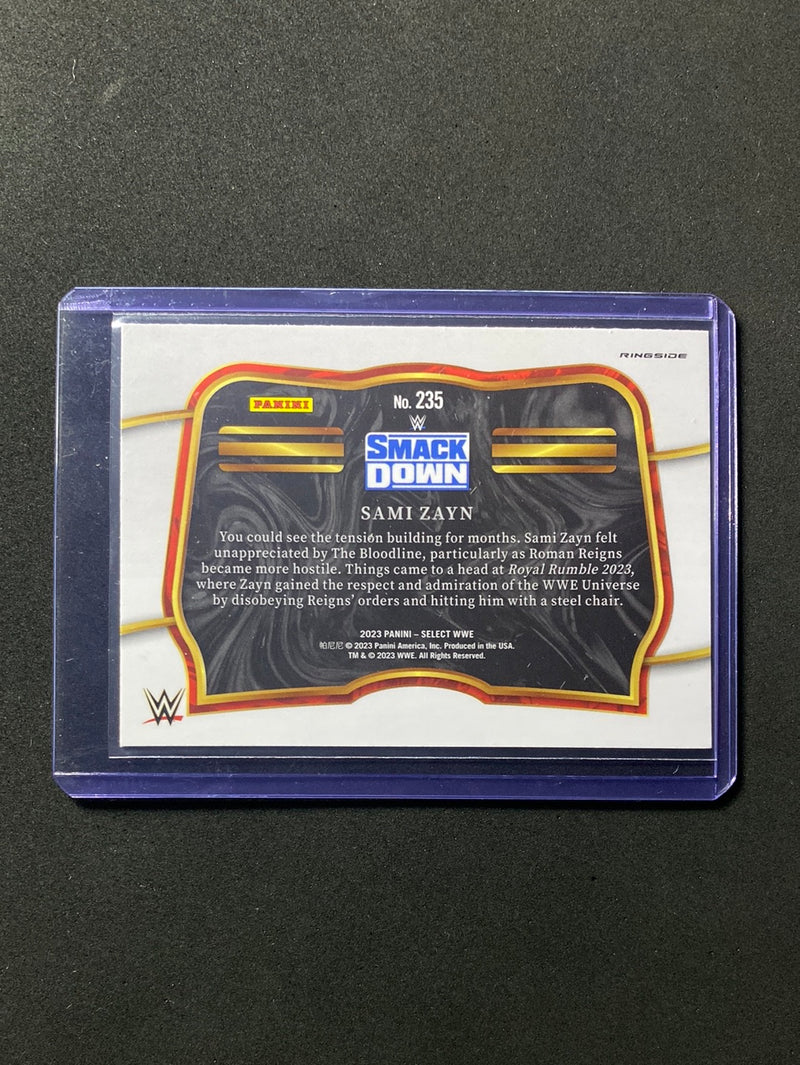 RINGSIDE
PANINI
No. 235
W
SMACK
DOWN
SAMI ZAYN
You could see the tension building for months. Sami Zayn felt
unappreciated by The Bloodline, particularly as Roman Reigns
became more hostile. Things came to a head at Royal Rumble 2023,
where Zayn gained the respect and admiration of the WWE Universe
by disobeying Reigns' orders and hitting him with a steel chair.
2023 PANINI – SELECT WWE
帕尼尼 © 2023 Panini America, Inc. Produced in the USA.
TM & © 2023 WWE. All Rights Reserved.
W